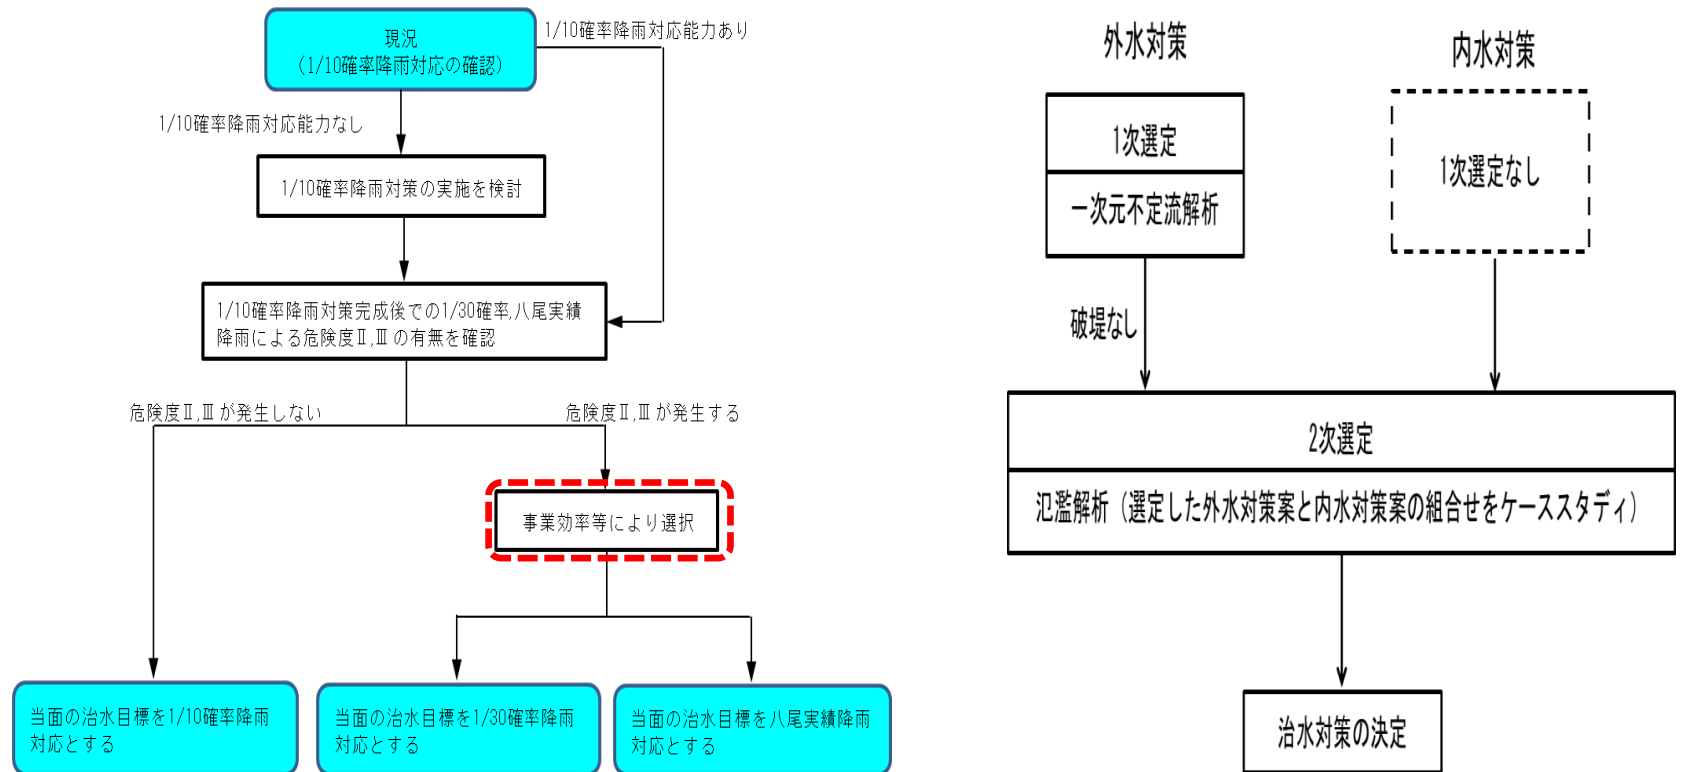 現況
(1/10確率降雨対応の確認)
1/10確率降雨対応能力あり
1/10確率降雨対応能力なし
1/10確率降雨対策の実施を検討
1/10確率降雨対策完成後での1/30確率,八尾実績
降雨による危険度Ⅱ,Ⅲの有無を確認
危険度Ⅱ,Ⅲが発生しない
危険度Ⅱ,Ⅲが発生する
事業効率等により選択
当面の治水目標を1/10確率降雨
対応とする
当面の治水目標を1/30確率降雨
対応とする
当面の治水目標を八尾実績降雨
対応とする
外水対策
内水対策
1次選定
一次元不定流解析
1次選定なし
破堤なし
2次選定
氾濫解析(選定した外水対策案と内水対策案の組合せをケーススタディ)
治水対策の決定